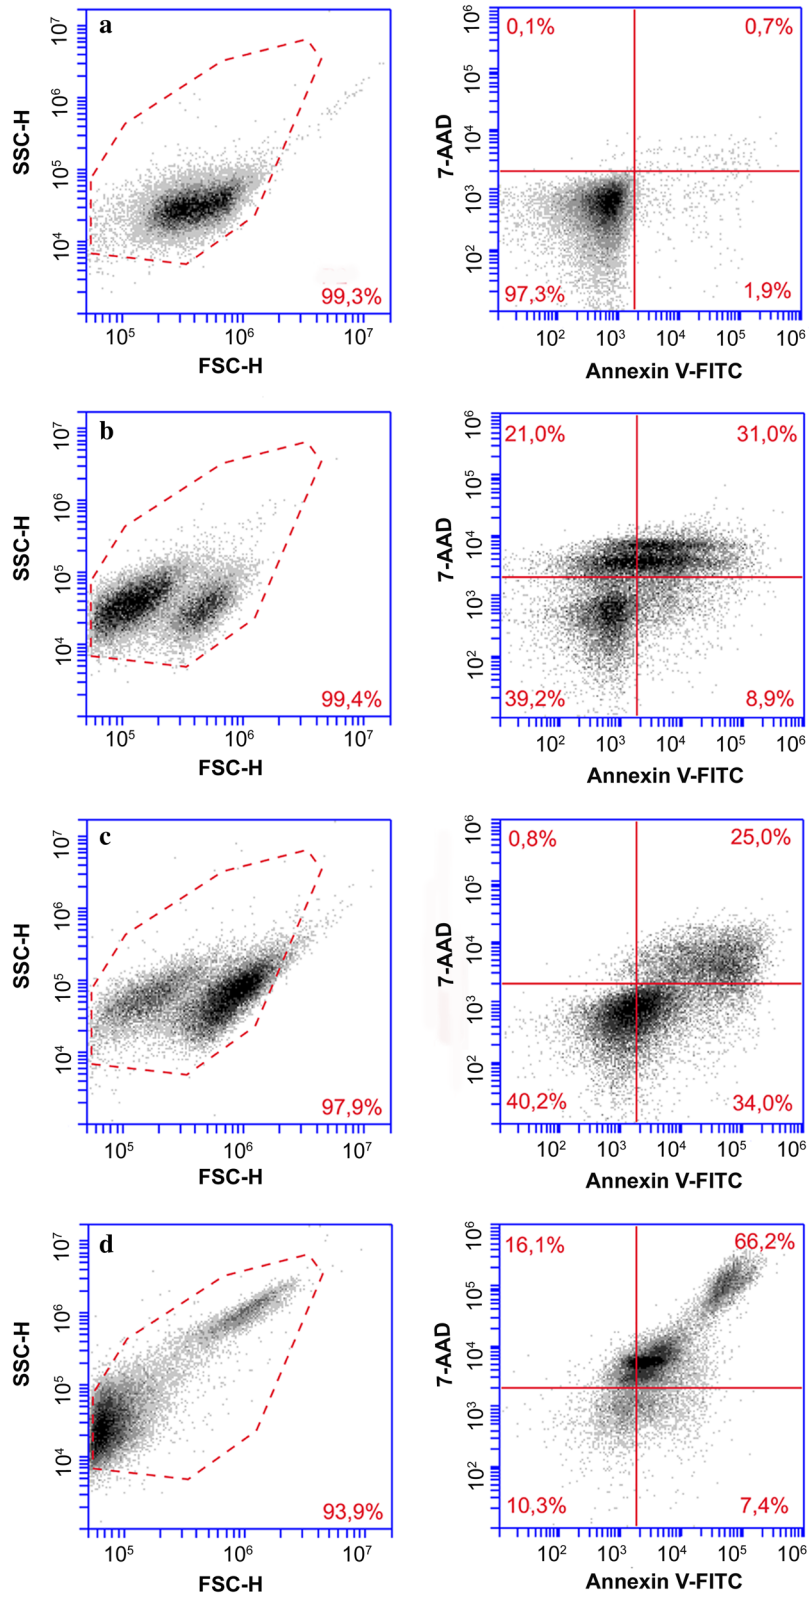 a
SSC-H
10⁷
10⁶
10⁵
10⁴
99,3%
10⁵ 10⁶ 10⁷
FSC-H
7-AAD
10⁶
10⁵
10⁴
10³
10²
0,1% 0,7%
97,3% 1,9%
10² 10³ 10⁴ 10⁵ 10⁶
Annexin V-FITC
b
SSC-H
10⁷
10⁶
10⁵
10⁴
99,4%
10⁵ 10⁶ 10⁷
FSC-H
7-AAD
10⁶
10⁵
10⁴
10³
10²
21,0% 31,0%
39,2% 8,9%
10² 10³ 10⁴ 10⁵ 10⁶
Annexin V-FITC
c
SSC-H
10⁷
10⁶
10⁵
10⁴
97,9%
10⁵ 10⁶ 10⁷
FSC-H
7-AAD
10⁶
10⁵
10⁴
10³
10²
0,8% 25,0%
40,2% 34,0%
10² 10³ 10⁴ 10⁵ 10⁶
Annexin V-FITC
d
SSC-H
10⁷
10⁶
10⁵
10⁴
93,9%
10⁵ 10⁶ 10⁷
FSC-H
7-AAD
10⁶
10⁵
10⁴
10³
10²
16,1% 66,2%
10,3% 7,4%
10² 10³ 10⁴ 10⁵ 10⁶
Annexin V-FITC